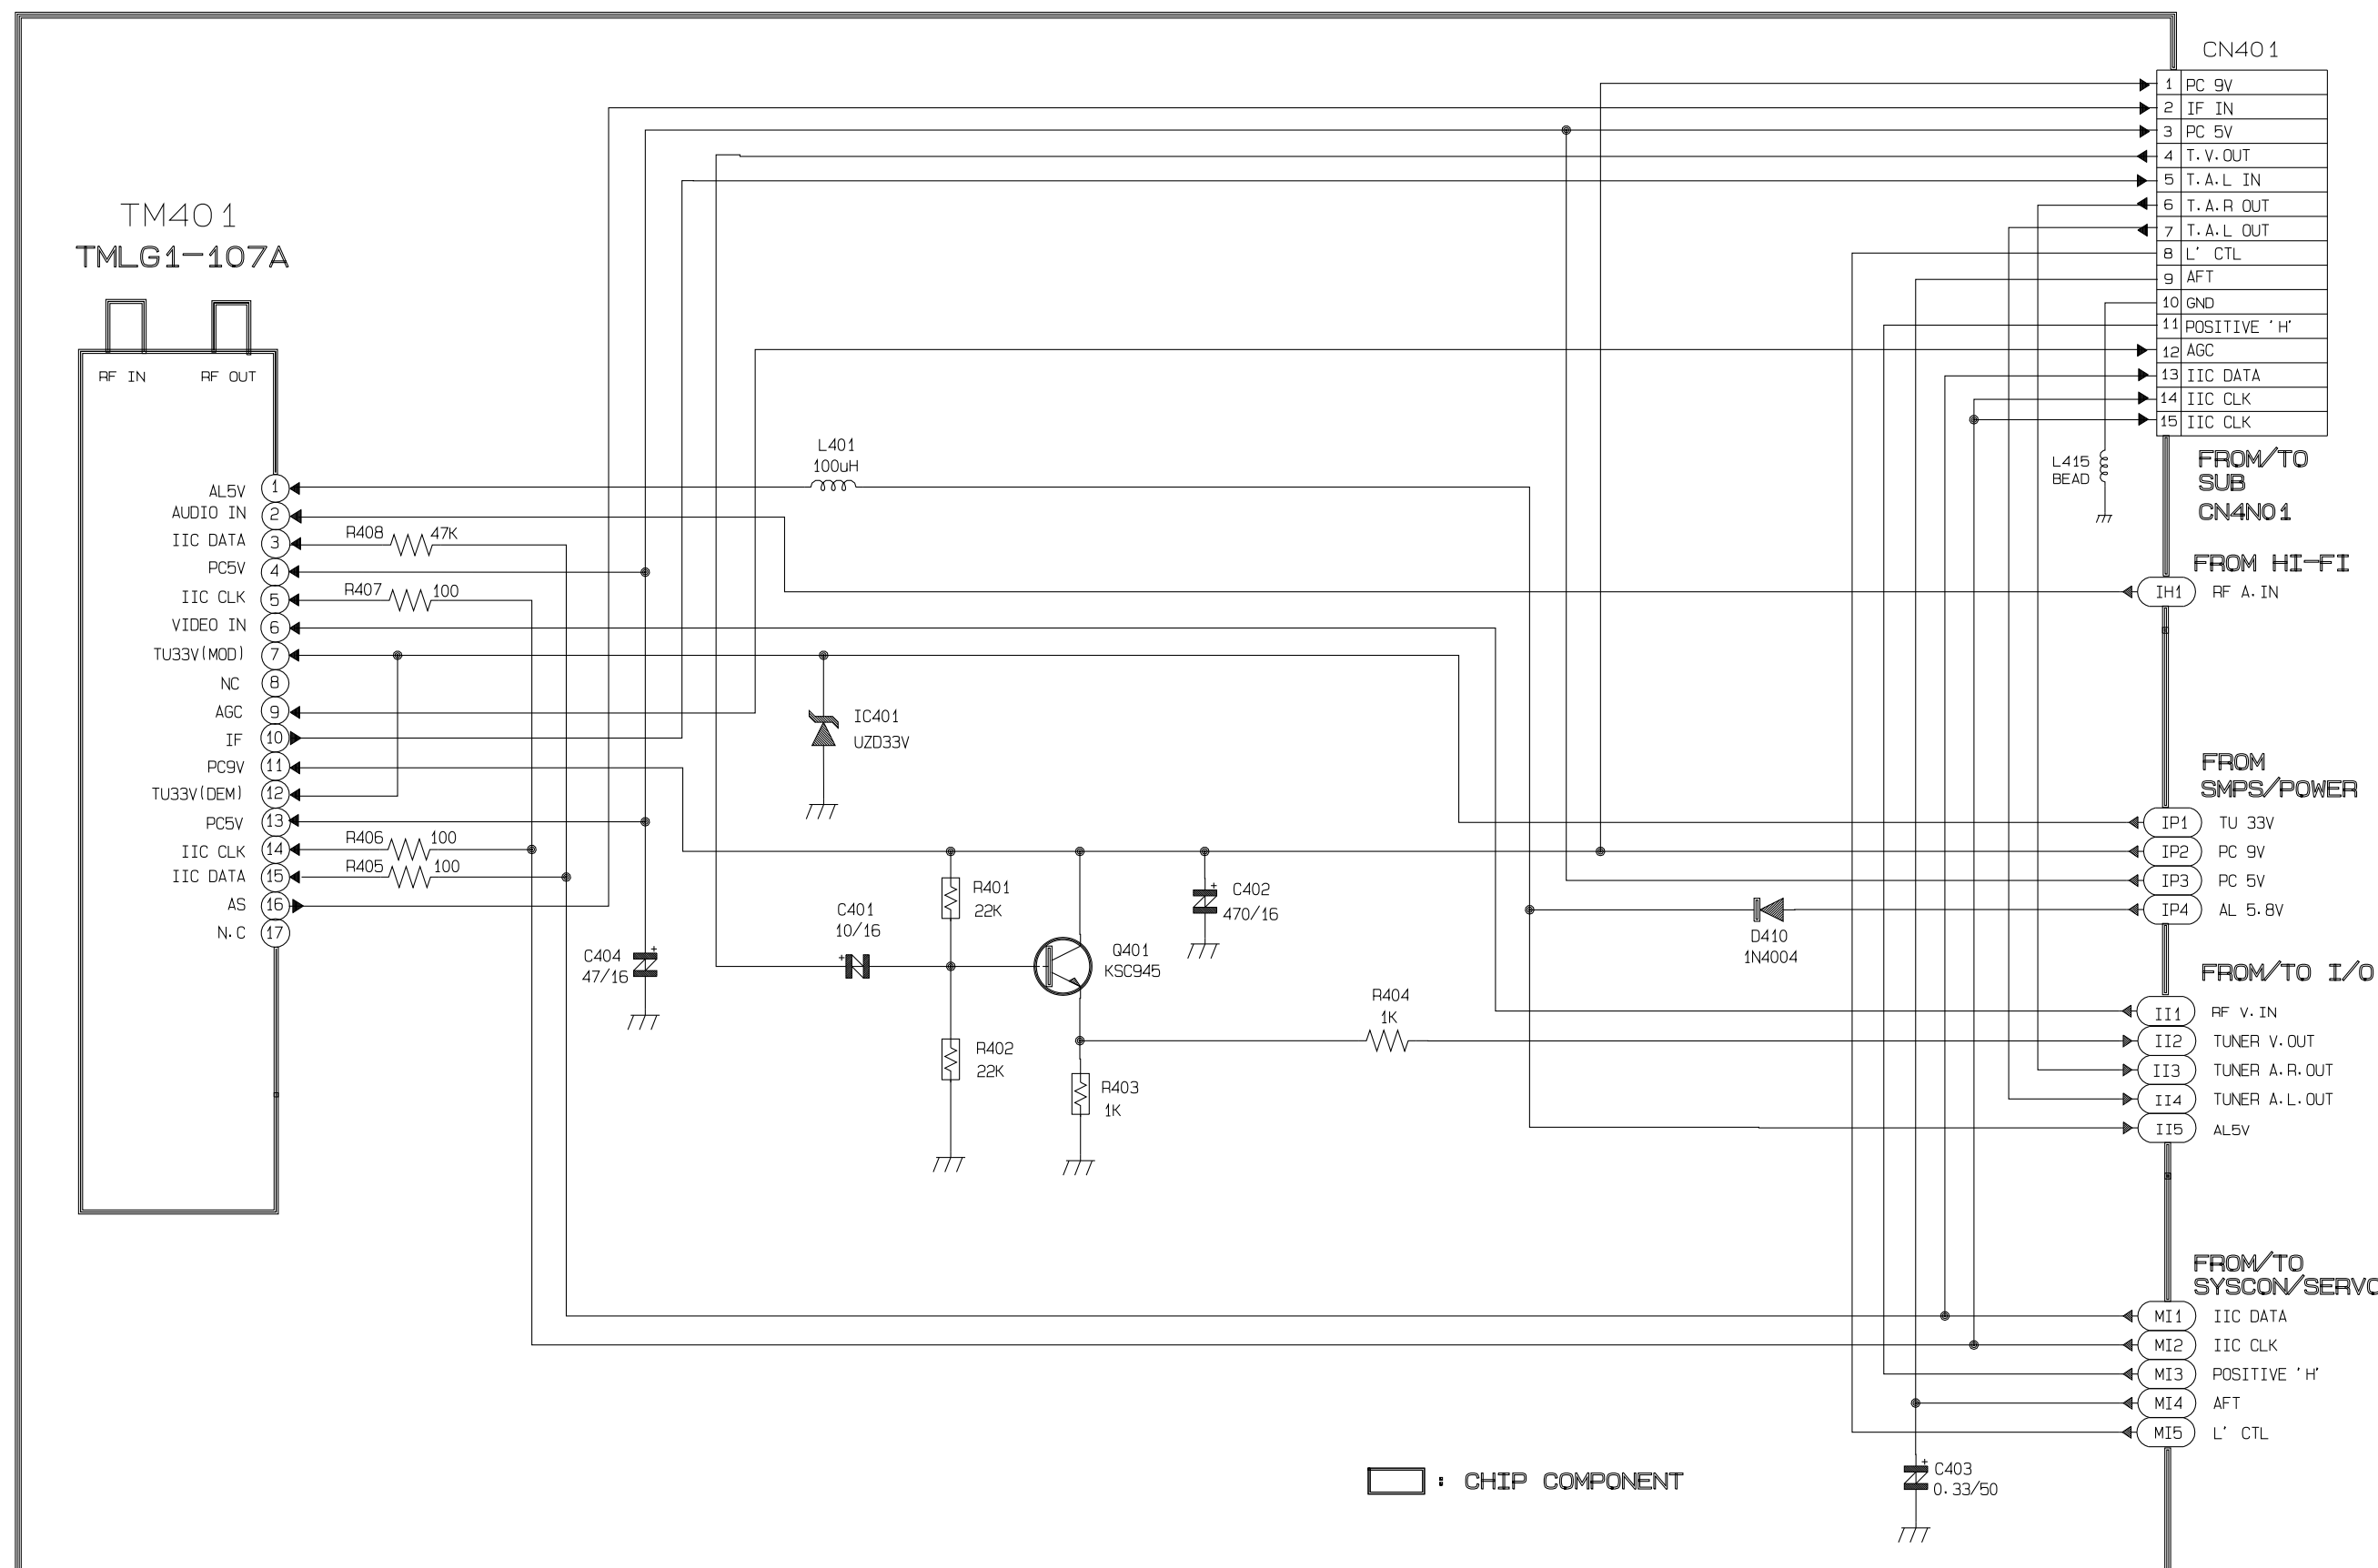 CN401
1 PC 9V
2 IF IN
3 PC 5V
4 T.V.OUT
5 T.A.L IN
6 T.A.R OUT
7 T.A.L OUT
8 L' CTL
9 AFT
10 GND
11 POSITIVE 'H'
12 AGC
13 IIC DATA
14 IIC CLK
15 IIC CLK
FROM/TO
SUB
CN4N01
L415
BEAD
TM401
TMLG1-107A
RF IN RF OUT
AL5V 1
AUDIO IN 2
IIC DATA 3
PC5V 4
IIC CLK 5
VIDEO IN 6
TU33V(MOD) 7
NC 8
AGC 9
IF 10
PC9V 11
TU33V(DEM) 12
PC5V 13
IIC CLK 14
IIC DATA 15
AS 16
N.C 17
R408 47K
R407 100
R406 100
R405 100
L401
100uH
IC401
UZD33V
C404 +
47/16
C401
10/16
+
R401
22K
R402
22K
Q401
KSC945
R403
1K
+ C402
470/16
R404
1K
D410
1N4004
FROM HI-FI
IH1 RF A.IN
FROM
SMPS/POWER
IP1 TU 33V
IP2 PC 9V
IP3 PC 5V
IP4 AL 5.8V
FROM/TO I/O
II1 RF V.IN
II2 TUNER V.OUT
II3 TUNER A.R.OUT
II4 TUNER A.L.OUT
II5 AL5V
FROM/TO
SYSCON/SERVO
MI1 IIC DATA
MI2 IIC CLK
MI3 POSITIVE 'H'
MI4 AFT
MI5 L' CTL
+ C403
0.33/50
: CHIP COMPONENT